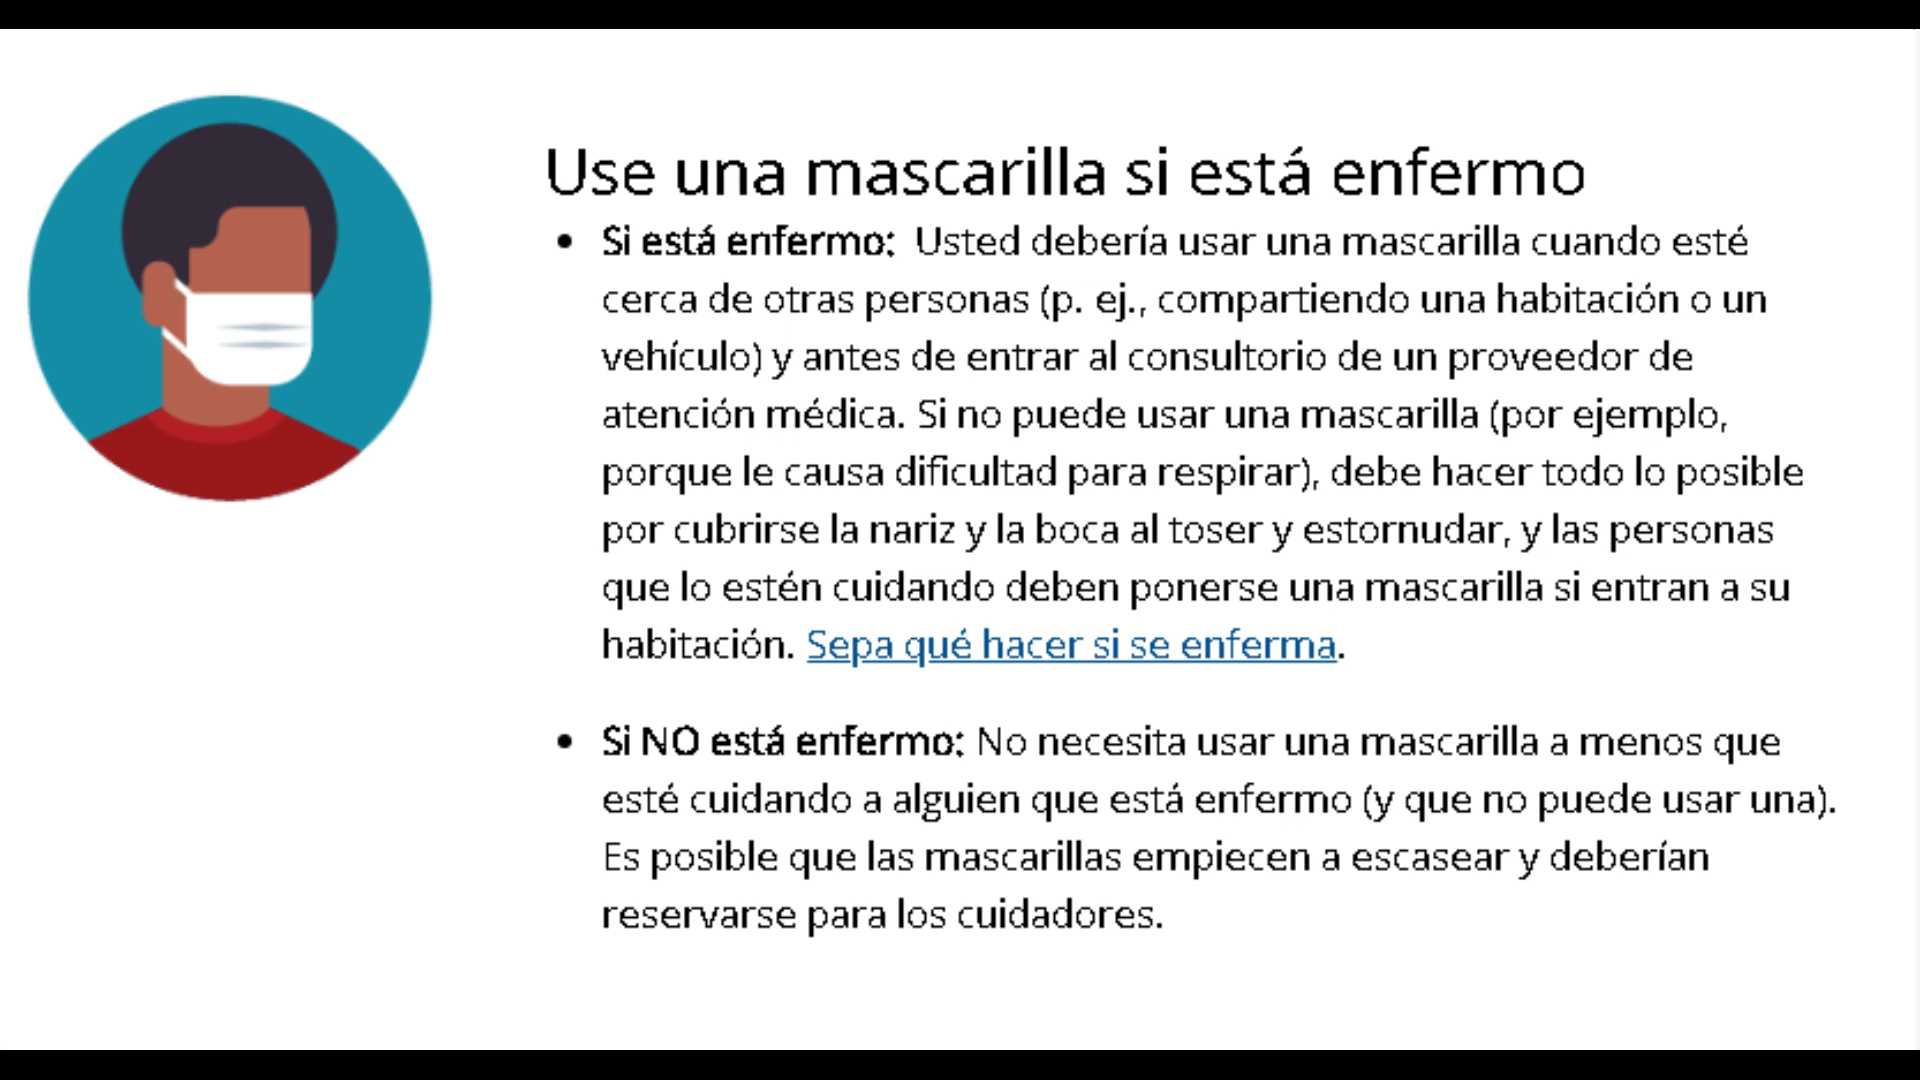 Use una mascarilla si está enfermo
• Si está enfermo: Usted debería usar una mascarilla cuando esté
cerca de otras personas (p. ej., compartiendo una habitación o un
vehículo) y antes de entrar al consultorio de un proveedor de
atención médica. Si no puede usar una mascarilla (por ejemplo,
porque le causa dificultad para respirar), debe hacer todo lo posible
por cubrirse la nariz y la boca al toser y estornudar, y las personas
que lo estén cuidando deben ponerse una mascarilla si entran a su
habitación. Sepa qué hacer si se enferma.
• Si NO está enfermo: No necesita usar una mascarilla a menos que
esté cuidando a alguien que está enfermo (y que no puede usar una).
Es posible que las mascarillas empiecen a escasear y deberían
reservarse para los cuidadores.